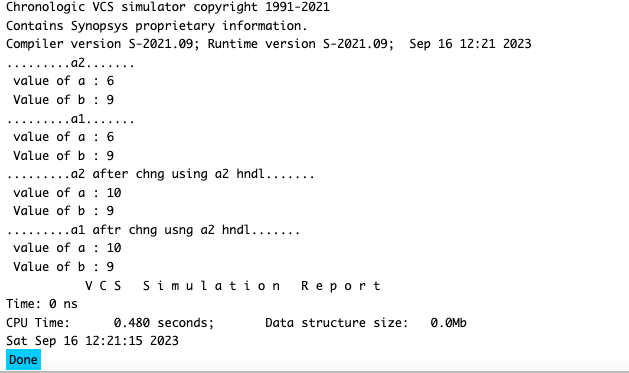 Chronologic VCS simulator copyright 1991-2021
Contains Synopsys proprietary information.
Compiler version S-2021.09; Runtime version S-2021.09;  Sep 16 12:21 2023
.........a2.......
 value of a : 6
 Value of b : 9
.........a1.......
 value of a : 6
 Value of b : 9
.........a2 after chng using a2 hndl.......
 value of a : 10
 Value of b : 9
.........a1 aftr chng usng a2 hndl.......
 value of a : 10
 Value of b : 9
           V C S   S i m u l a t i o n   R e p o r t
Time: 0 ns
CPU Time:      0.480 seconds;       Data structure size:   0.0Mb
Sat Sep 16 12:21:15 2023
Done